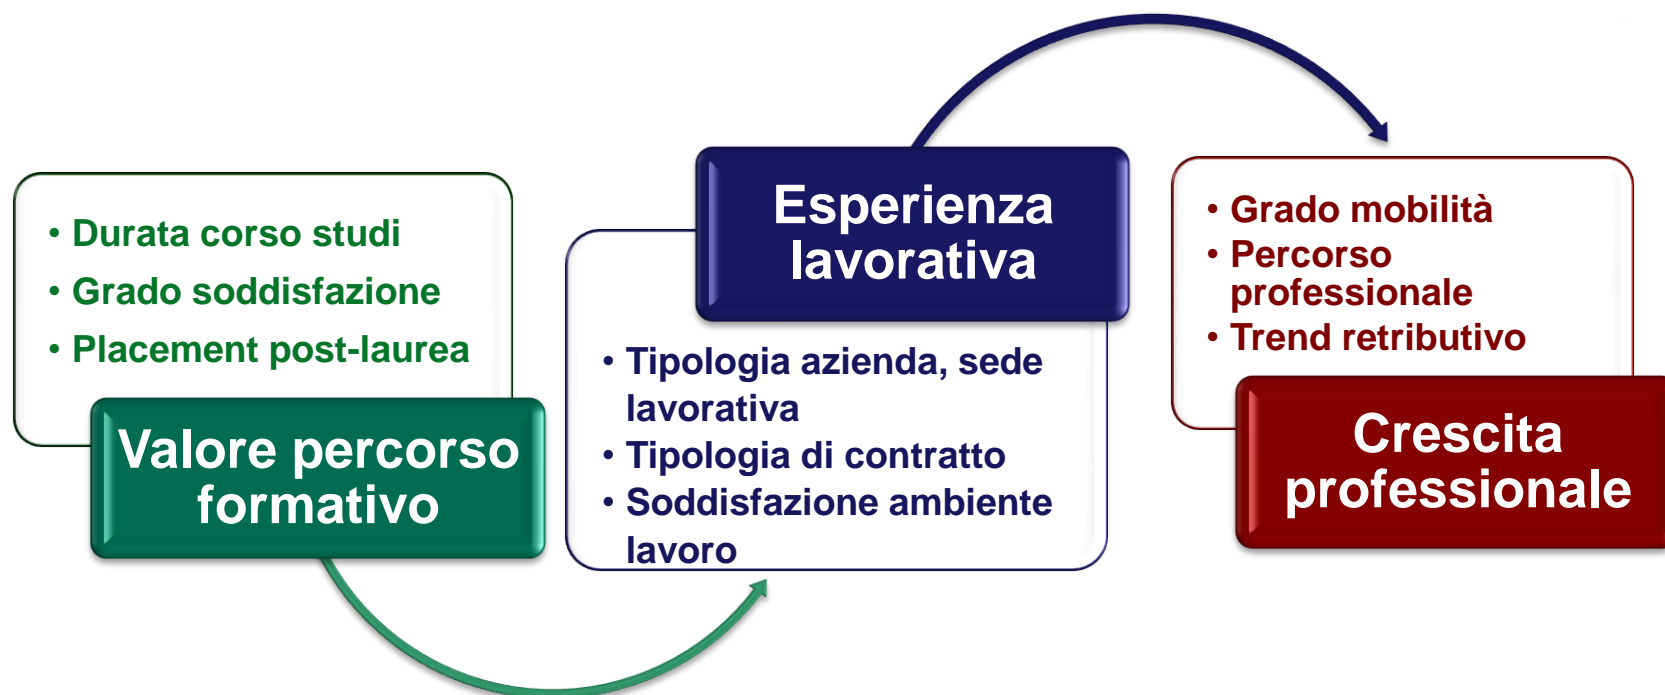 • Durata corso studi
• Grado soddisfazione
• Placement post-laurea
Valore percorso
formativo
Esperienza
lavorativa
• Tipologia azienda, sede
lavorativa
• Tipologia di contratto
• Soddisfazione ambiente
lavoro
• Grado mobilità
• Percorso
professionale
• Trend retributivo
Crescita
professionale